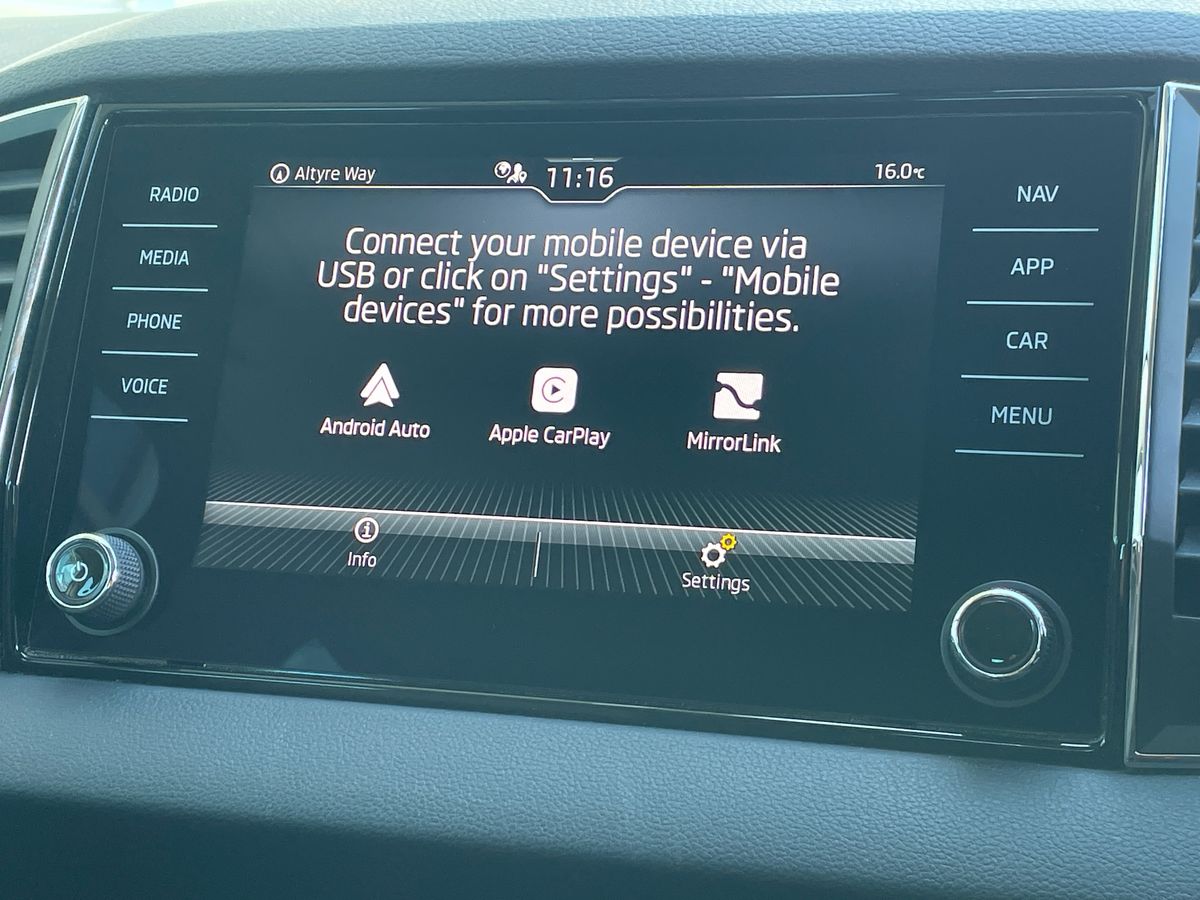 Altyre Way 11:16 16.0°C
RADIO
MEDIA
PHONE
VOICE
Connect your mobile device via
USB or click on "Settings" - "Mobile
devices" for more possibilities.
Android Auto
Apple CarPlay
MirrorLink
Info
Settings
NAV
APP
CAR
MENU